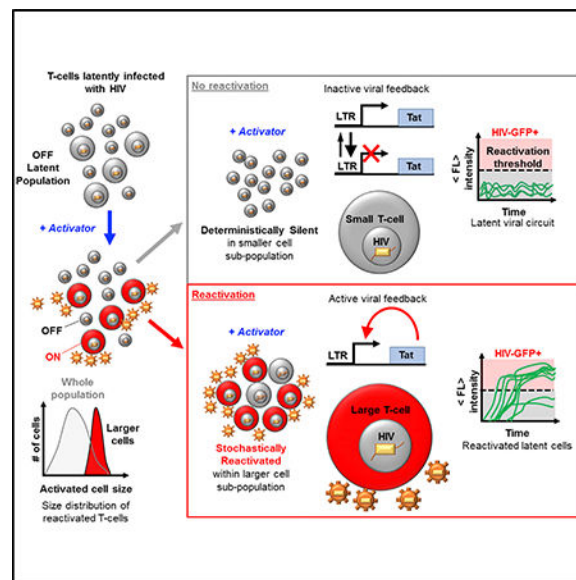 T-cells latently infected
with HIV
OFF
Latent
Population
+ Activator
OFF
ON
Whole
population
Larger
cells
# of cells
Activated cell size
Size distribution of
reactivated T-cells
No reactivation
+ Activator
Deterministically Silent
in smaller cell
sub-population
Inactive viral feedback
LTR
Tat
LTR
Tat
Small T-cell
HIV
HIV-GFP+
Reactivation
threshold
< FL >
intensity
Time
Latent viral circuit
Reactivation
+ Activator
Stochastically
Reactivated
within larger cell
sub-population
Active viral feedback
LTR
Tat
Large T-cell
HIV
HIV-GFP+
< FL >
intensity
Time
Reactivated latent cells